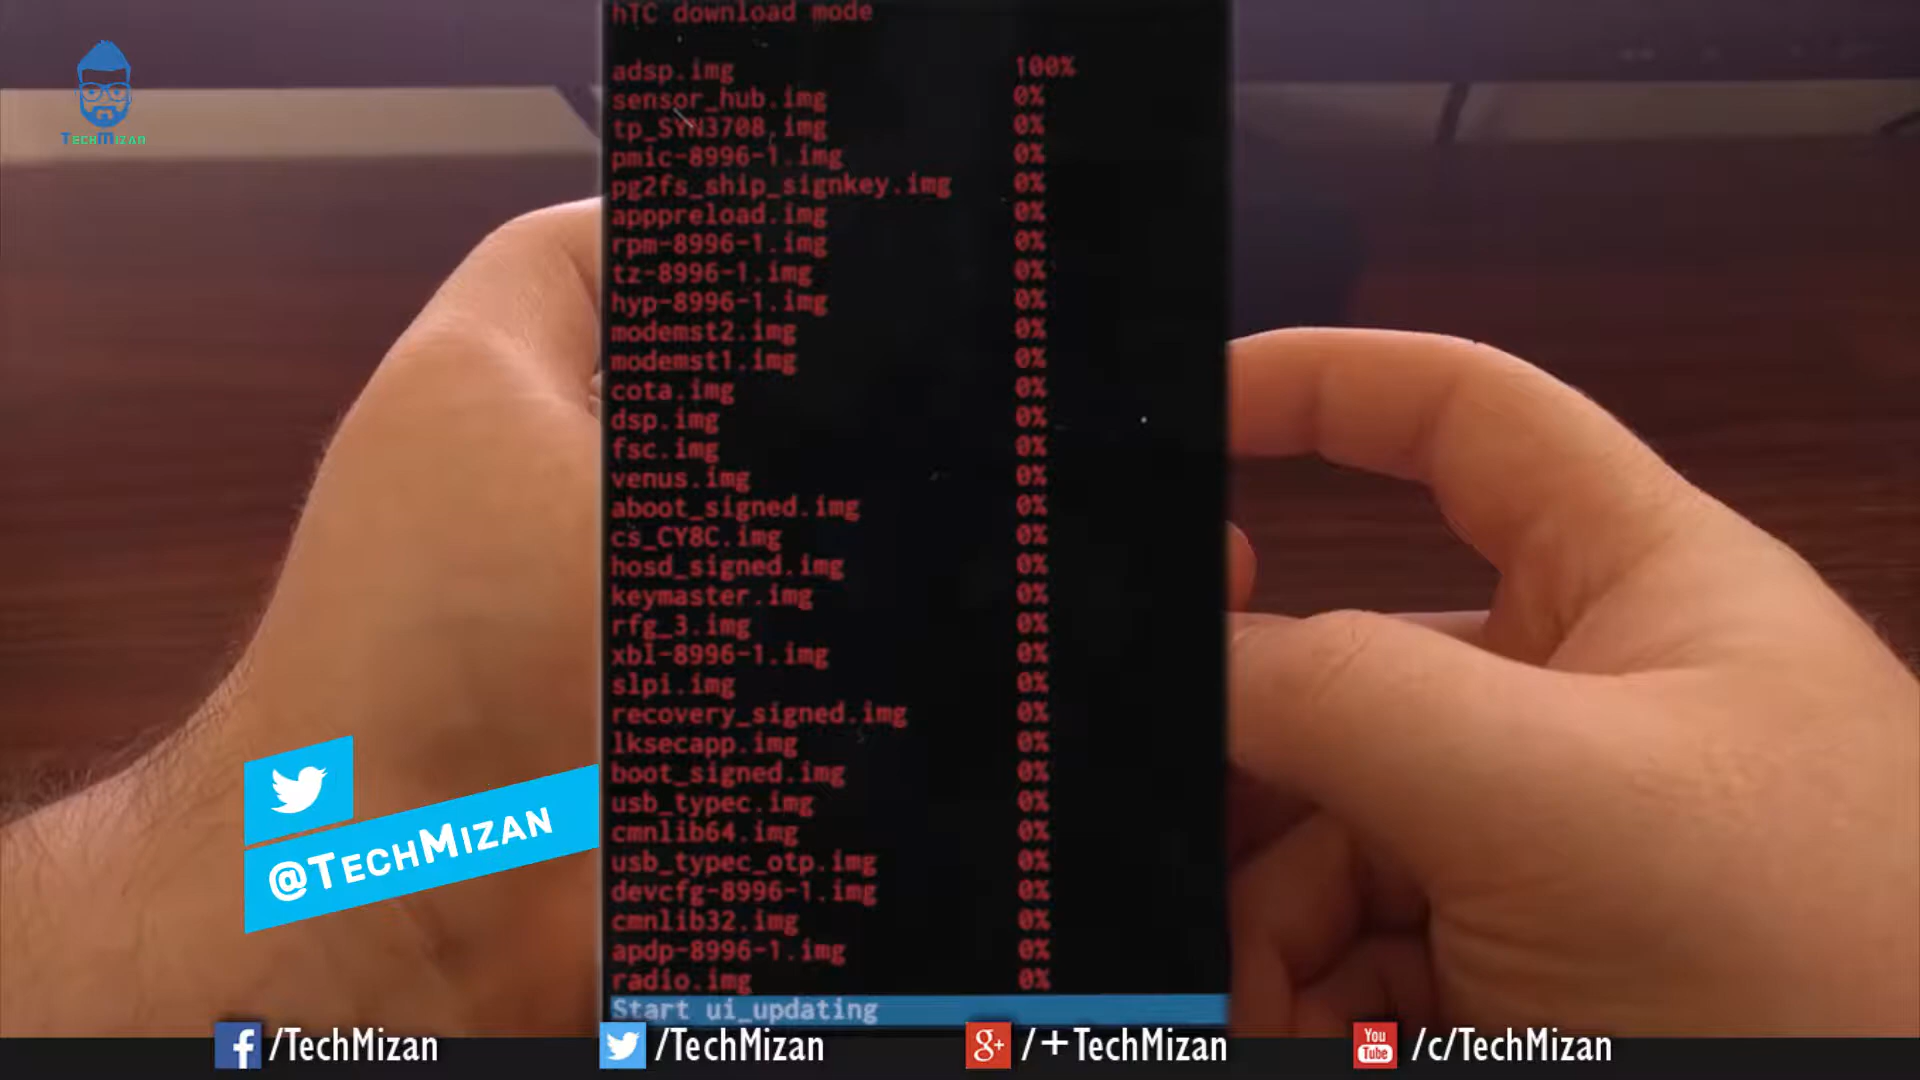 hTC download mode
adsp.img 100%
sensor_hub.img 0%
tp_SYN3708.img 0%
pmic-8996-1.img 0%
pg2fs_ship_signkey.img 0%
apppreload.img 0%
rpm-8996-1.img 0%
tz-8996-1.img 0%
hyp-8996-1.img 0%
modemst2.img 0%
modemst1.img 0%
cota.img 0%
dsp.img 0%
fsc.img 0%
venus.img 0%
aboot_signed.img 0%
cs_CY8C.img 0%
hosd_signed.img 0%
keymaster.img 0%
rfg_3.img 0%
xbl-8996-1.img 0%
slpi.img 0%
recovery_signed.img 0%
lksecapp.img 0%
boot_signed.img 0%
usb_typec.img 0%
cmnlib64.img 0%
usb_typec_otp.img 0%
devcfg-8996-1.img 0%
cmnlib32.img 0%
apdp-8996-1.img 0%
radio.img 0%
Start ui_updating
TechMizan
@TechMizan
f /TechMizan
/TechMizan
g+ /+TechMizan
You Tube /c/TechMizan